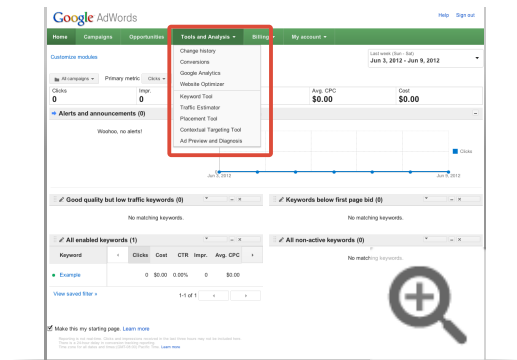 Google AdWords
Help Sign out
Home Campaigns Opportunities Tools and Analysis Billing My account
Customize modules
Last week (Sun - Sat)
Jun 3, 2012 - Jun 9, 2012
Change history
Conversions
Google Analytics
Website Optimizer
Keyword Tool
Traffic Estimator
Placement Tool
Contextual Targeting Tool
Ad Preview and Diagnosis
All campaigns Primary metric Clicks
Clicks Impr. Avg. CPC Cost
0 0 $0.00 $0.00
Alerts and announcements (0)
Woohoo, no alerts!
Clicks
Jun 3, 2012 Jun 9, 2012
Good quality but low traffic keywords (0)
Keywords below first page bid (0)
No matching keywords.
No matching keywords.
All enabled keywords (1)
All non-active keywords (0)
Keyword Clicks Cost CTR Impr. Avg. CPC
No matching keywords.
Example 0 $0.00 0.00% 0 $0.00
View saved filter »
1-1 of 1
Make this my starting page. Learn more